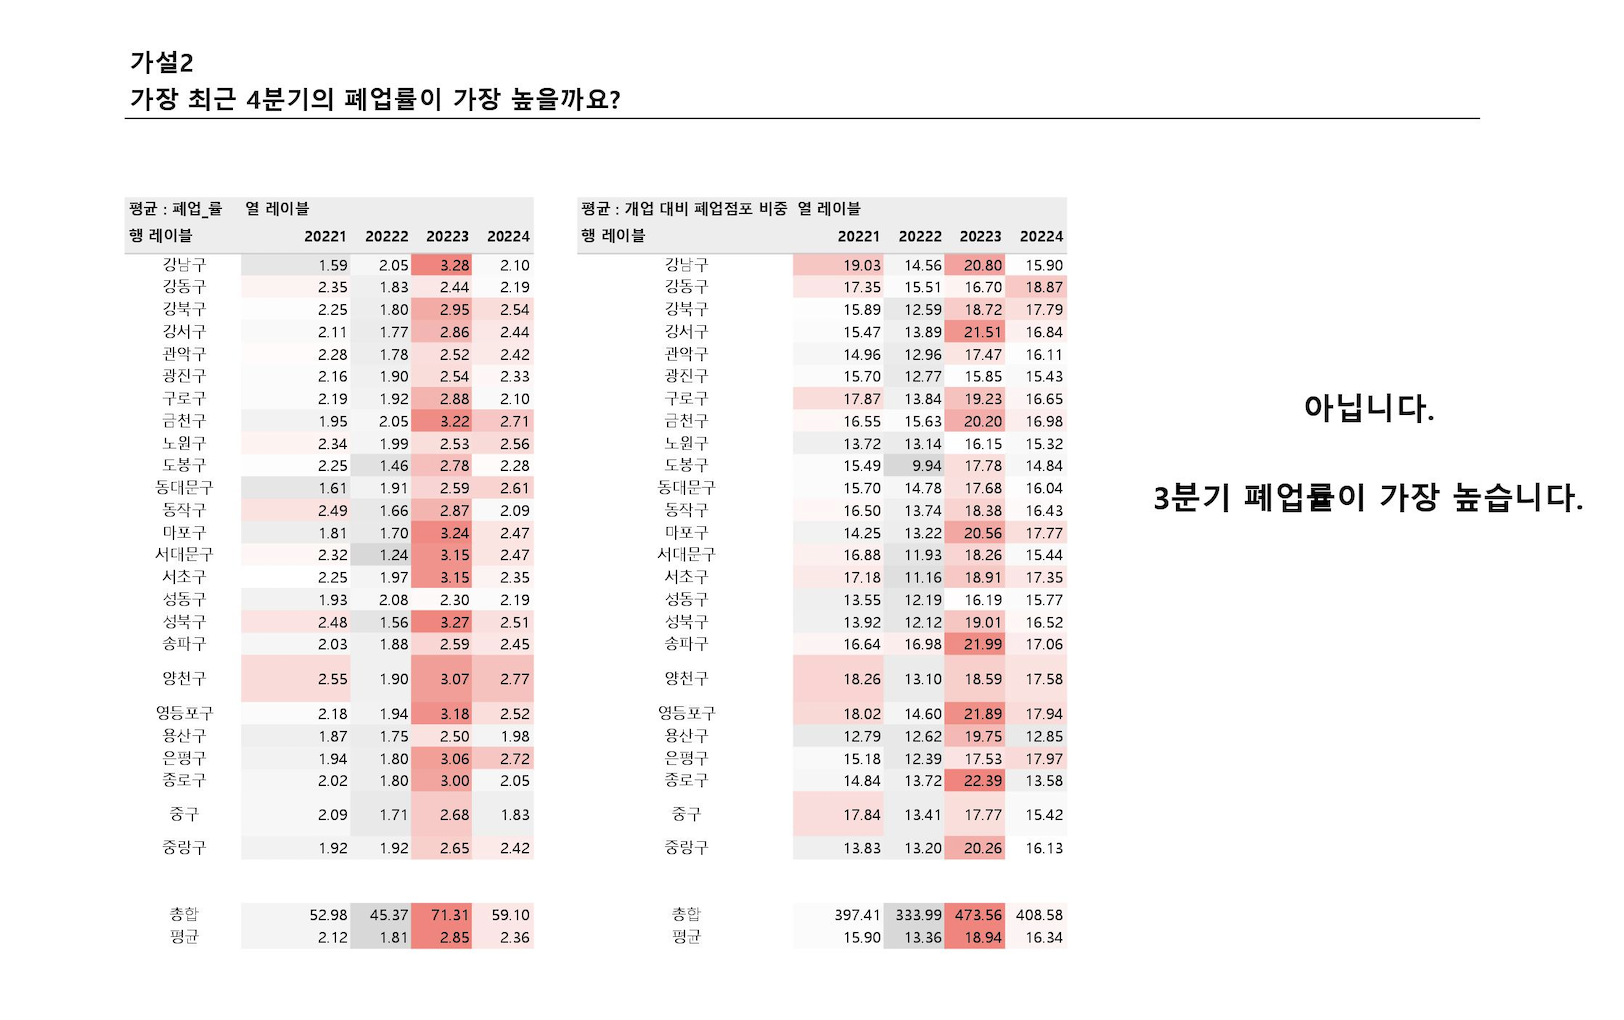 가설2
가장 최근 4분기의 폐업률이 가장 높을까요?
평균 : 폐업_률 열 레이블
행 레이블 20221 20222 20223 20224
강남구 1.59 2.05 3.28 2.10
강동구 2.35 1.83 2.44 2.19
강북구 2.25 1.80 2.95 2.54
강서구 2.11 1.77 2.86 2.44
관악구 2.28 1.78 2.52 2.42
광진구 2.16 1.90 2.54 2.33
구로구 2.19 1.92 2.88 2.10
금천구 1.95 2.05 3.22 2.71
노원구 2.34 1.99 2.53 2.56
도봉구 2.25 1.46 2.78 2.28
동대문구 1.61 1.91 2.59 2.61
동작구 2.49 1.66 2.87 2.09
마포구 1.81 1.70 3.24 2.47
서대문구 2.32 1.24 3.15 2.47
서초구 2.25 1.97 3.15 2.35
성동구 1.93 2.08 2.30 2.19
성북구 2.48 1.56 3.27 2.51
송파구 2.03 1.88 2.59 2.45
양천구 2.55 1.90 3.07 2.77
영등포구 2.18 1.94 3.18 2.52
용산구 1.87 1.75 2.50 1.98
은평구 1.94 1.80 3.06 2.72
종로구 2.02 1.80 3.00 2.05
중구 2.09 1.71 2.68 1.83
중랑구 1.92 1.92 2.65 2.42
총합 52.98 45.37 71.31 59.10
평균 2.12 1.81 2.85 2.36
평균 : 개업 대비 폐업점포 비중 열 레이블
행 레이블 20221 20222 20223 20224
강남구 19.03 14.56 20.80 15.90
강동구 17.35 15.51 16.70 18.87
강북구 15.89 12.59 18.72 17.79
강서구 15.47 13.89 21.51 16.84
관악구 14.96 12.96 17.47 16.11
광진구 15.70 12.77 15.85 15.43
구로구 17.87 13.84 19.23 16.65
금천구 16.55 15.63 20.20 16.98
노원구 13.72 13.14 16.15 15.32
도봉구 15.49 9.94 17.78 14.84
동대문구 15.70 14.78 17.68 16.04
동작구 16.50 13.74 18.38 16.43
마포구 14.25 13.22 20.56 17.77
서대문구 16.88 11.93 18.26 15.44
서초구 17.18 11.16 18.91 17.35
성동구 13.55 12.19 16.19 15.77
성북구 13.92 12.12 19.01 16.52
송파구 16.64 16.98 21.99 17.06
양천구 18.26 13.10 18.59 17.58
영등포구 18.02 14.60 21.89 17.94
용산구 12.79 12.62 19.75 12.85
은평구 15.18 12.39 17.53 17.97
종로구 14.84 13.72 22.39 13.58
중구 17.84 13.41 17.77 15.42
중랑구 13.83 13.20 20.26 16.13
총합 397.41 333.99 473.56 408.58
평균 15.90 13.36 18.94 16.34
아닙니다.
3분기 폐업률이 가장 높습니다.